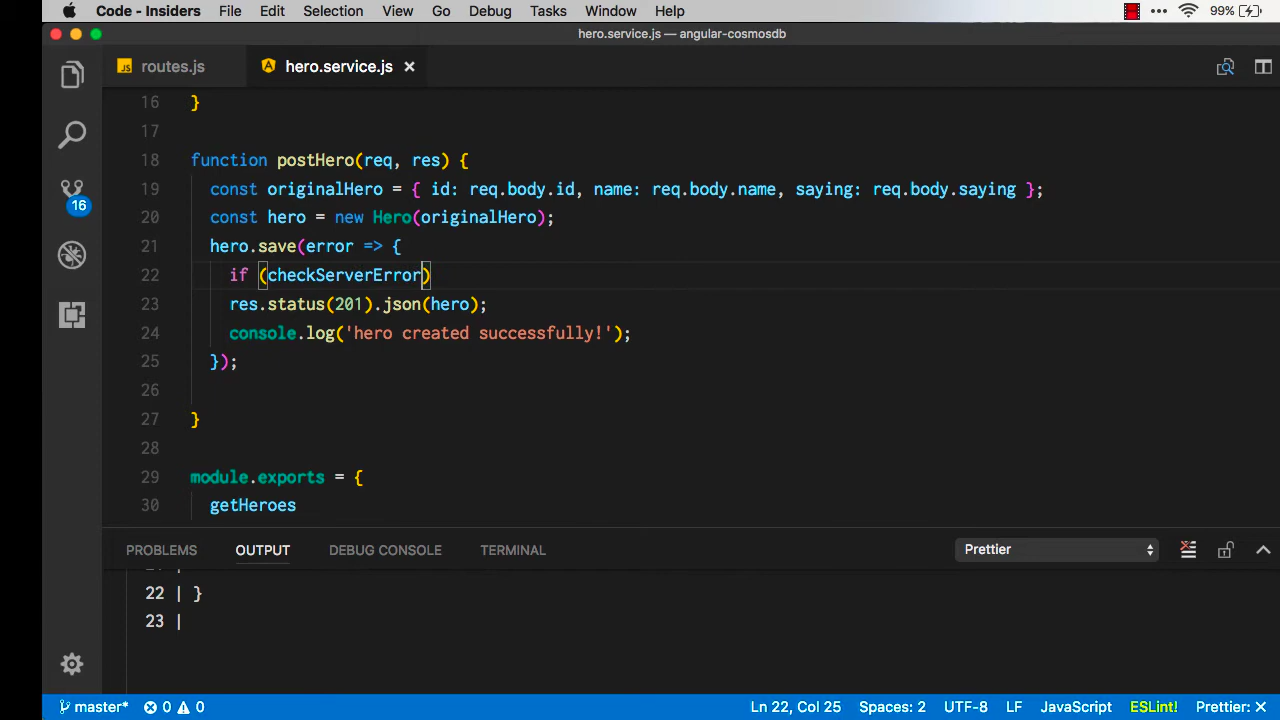 Code - Insiders File Edit Selection View Go Debug Tasks Window Help 99%
hero.service.js — angular-cosmosdb
JS routes.js hero.service.js ×
16 }
17
18 function postHero(req, res) {
19 const originalHero = { id: req.body.id, name: req.body.name, saying: req.body.saying };
20 const hero = new Hero(originalHero);
21 hero.save(error => {
22 if (checkServerError)
23 res.status(201).json(hero);
24 console.log('hero created successfully!');
25 });
26
27 }
28
29 module.exports = {
30 getHeroes
16
PROBLEMS OUTPUT DEBUG CONSOLE TERMINAL Prettier
22 | }
23 |
master* 0 0 Ln 22, Col 25 Spaces: 2 UTF-8 LF JavaScript ESLint! Prettier: ×